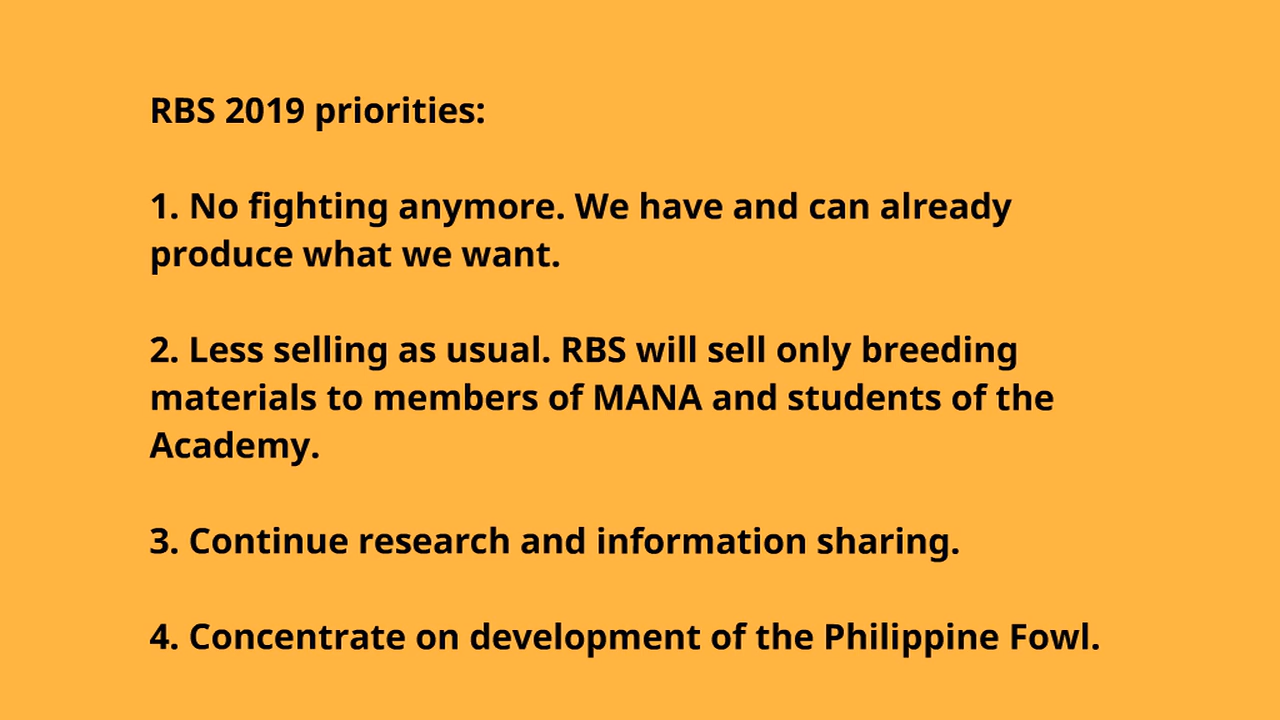 RBS 2019 priorities:
1. No fighting anymore. We have and can already
produce what we want.
2. Less selling as usual. RBS will sell only breeding
materials to members of MANA and students of the
Academy.
3. Continue research and information sharing.
4. Concentrate on development of the Philippine Fowl.